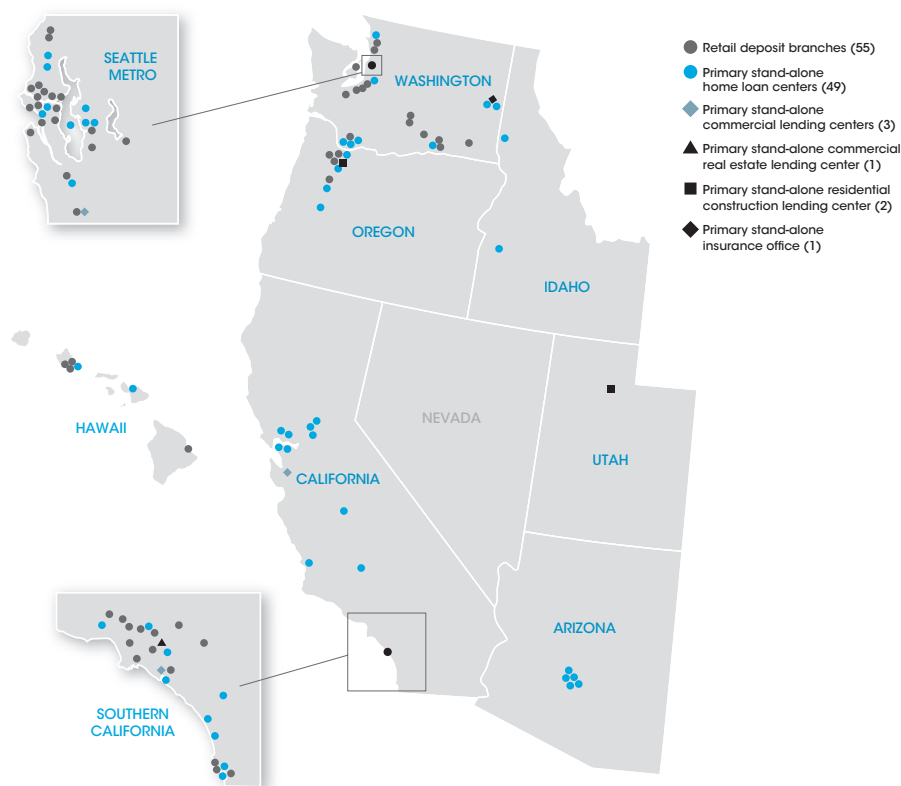 SEATTLE
METRO
WASHINGTON
OREGON
IDAHO
HAWAII
NEVADA
CALIFORNIA
UTAH
ARIZONA
SOUTHERN
CALIFORNIA
Retail deposit branches (55)
Primary stand-alone
home loan centers (49)
Primary stand-alone
commercial lending centers (3)
Primary stand-alone commercial
real estate lending center (1)
Primary stand-alone residential
construction lending center (2)
Primary stand-alone
insurance office (1)